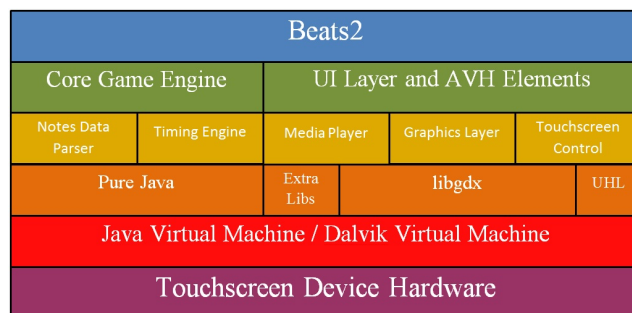 Beats2
Core Game Engine
UI Layer and AVH Elements
Notes Data
Parser
Timing Engine
Media Player
Graphics Layer
Touchscreen
Control
Pure Java
Extra
Libs
libgdx
UHL
Java Virtual Machine / Dalvik Virtual Machine
Touchscreen Device Hardware